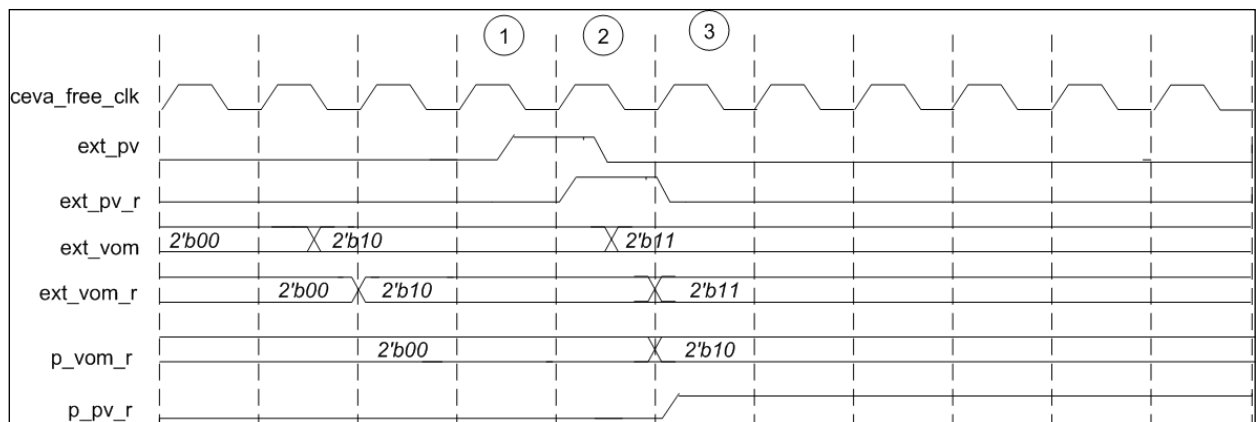 1 2 3
ceva_free_clk
ext_pv
ext_pv_r
ext_vom 2'b00 2'b10 2'b11
ext_vom_r 2'b00 2'b10 2'b11
p_vom_r 2'b00 2'b10
p_pv_r